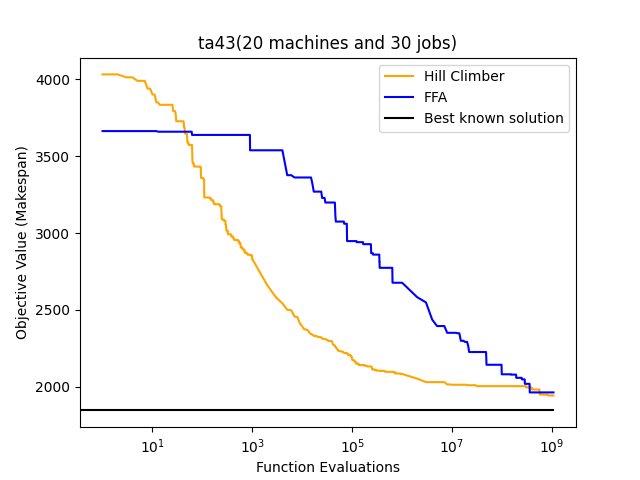 ta43(20 machines and 30 jobs)
Hill Climber
FFA
Best known solution
Objective Value (Makespan)
4000
3500
3000
2500
2000
10^1
10^3
10^5
10^7
10^9
Function Evaluations